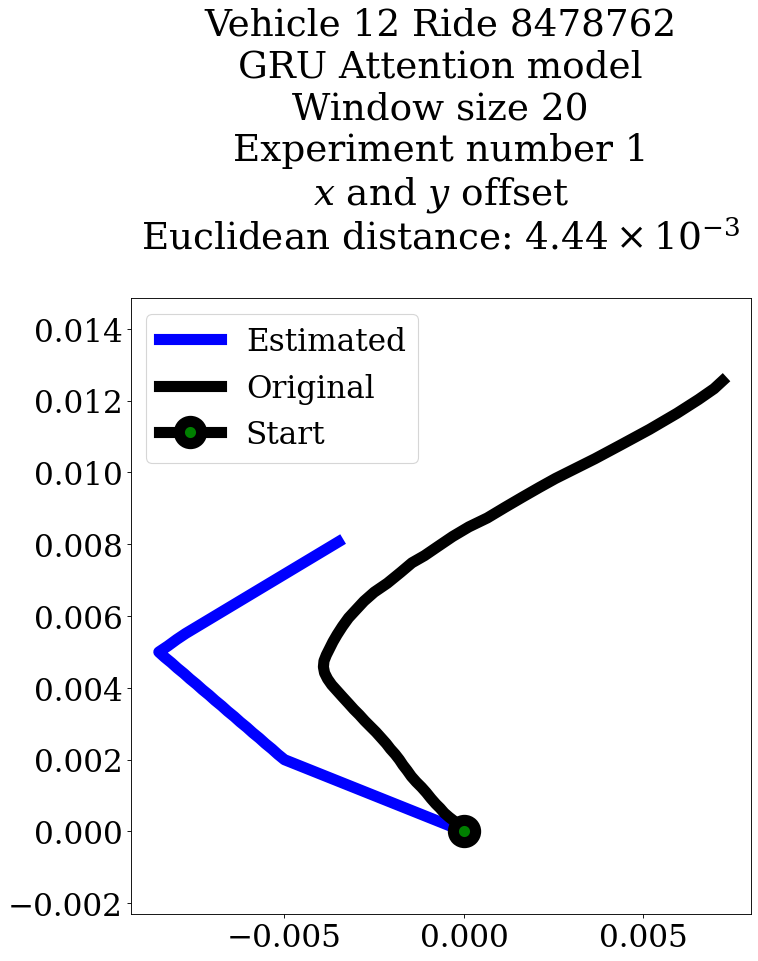 Vehicle 12 Ride 8478762
GRU Attention model
Window size 20
Experiment number 1
x and y offset
Euclidean distance: 4.44 × 10⁻³
Estimated
Original
Start
0.014
0.012
0.010
0.008
0.006
0.004
0.002
0.000
−0.002
−0.005 0.000 0.005